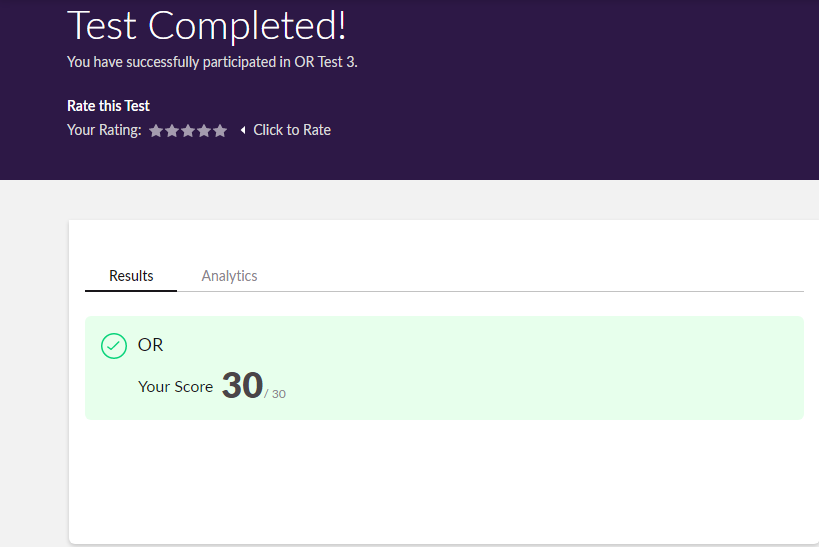 Test Completed!
You have successfully participated in OR Test 3.
Rate this Test
Your Rating: Click to Rate
Results Analytics
OR
Your Score 30 / 30